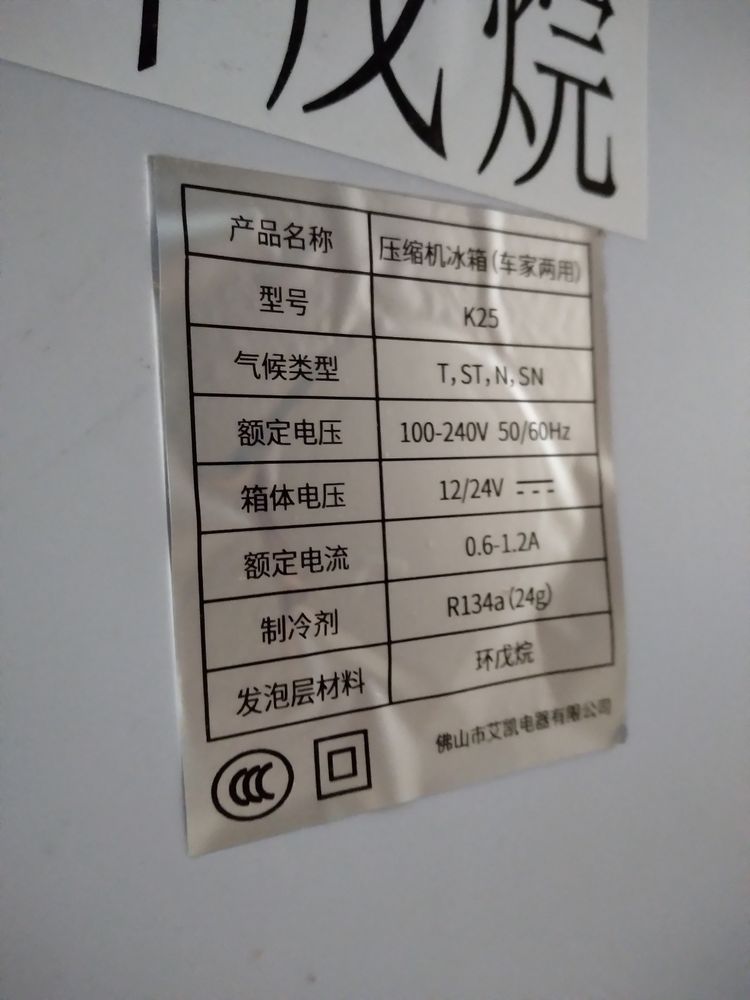 戊烷
产品名称 压缩机冰箱(车家两用)
型号 K25
气候类型 T, ST, N, SN
额定电压 100-240V 50/60Hz
箱体电压 12/24V
额定电流 0.6-1.2A
制冷剂 R134a(24g)
发泡层材料 环戊烷
佛山市艾凯电器有限公司
CCC